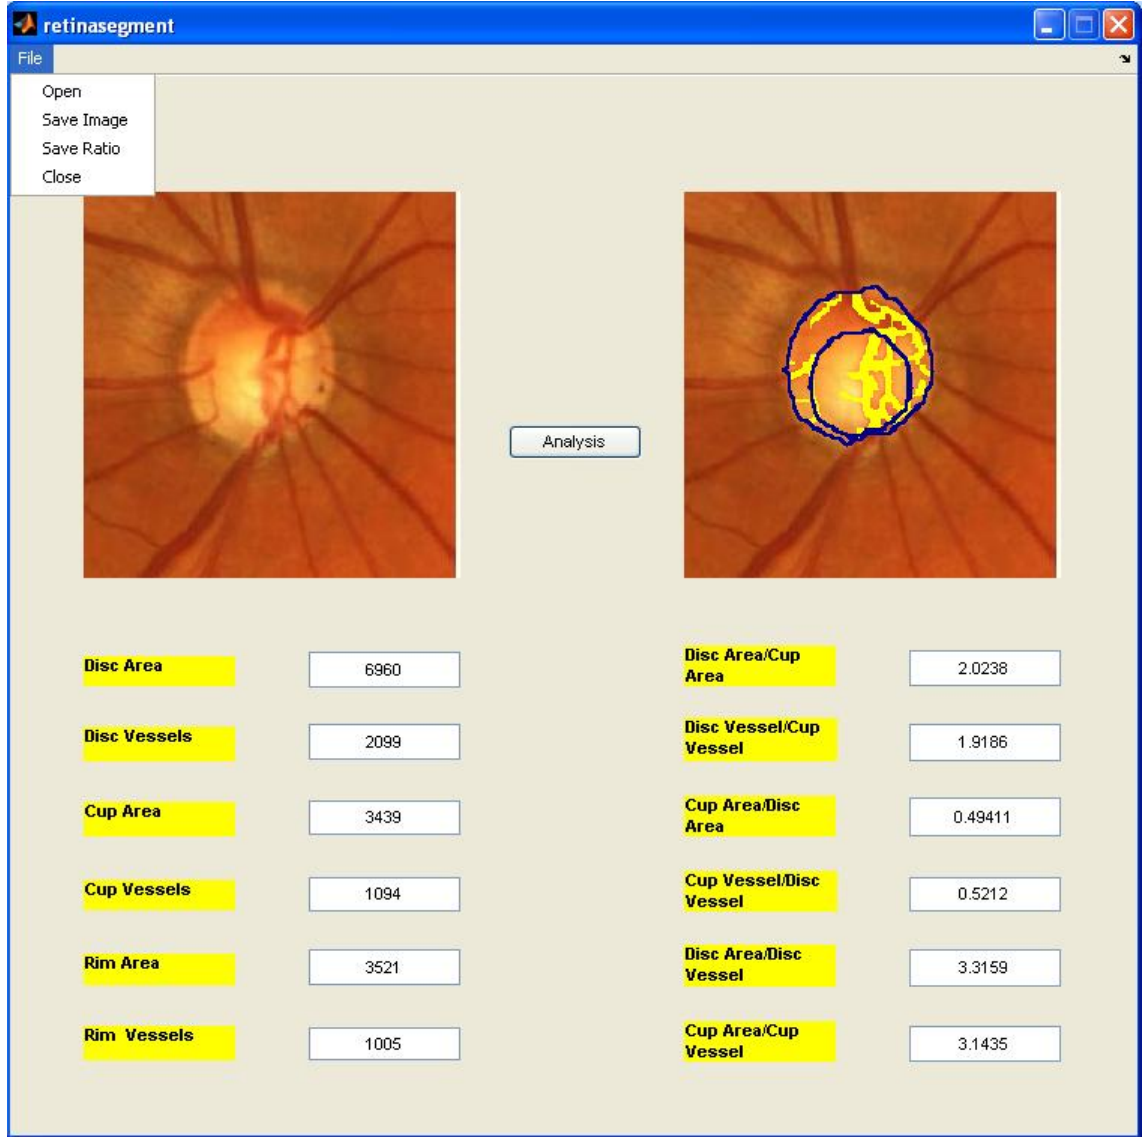 retinasegment
File
Open
Save Image
Save Ratio
Close
Analysis
Disc Area
6960
Disc Area/Cup
Area
2.0238
Disc Vessels
2099
Disc Vessel/Cup
Vessel
1.9186
Cup Area
3439
Cup Area/Disc
Area
0.49411
Cup Vessels
1094
Cup Vessel/Disc
Vessel
0.5212
Rim Area
3521
Disc Area/Disc
Vessel
3.3159
Rim Vessels
1005
Cup Area/Cup
Vessel
3.1435